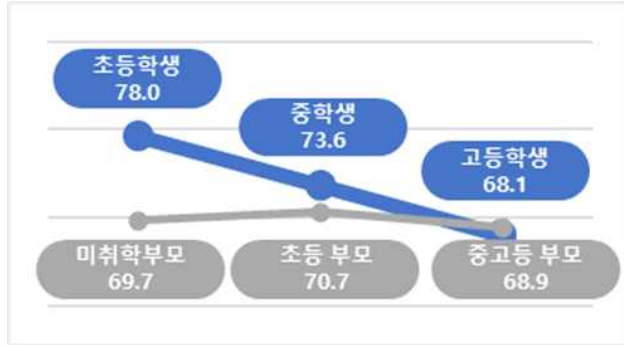 초등학생
78.0
중학생
73.6
고등학생
68.1
미취학부모
69.7
초등 부모
70.7
중고등 부모
68.9